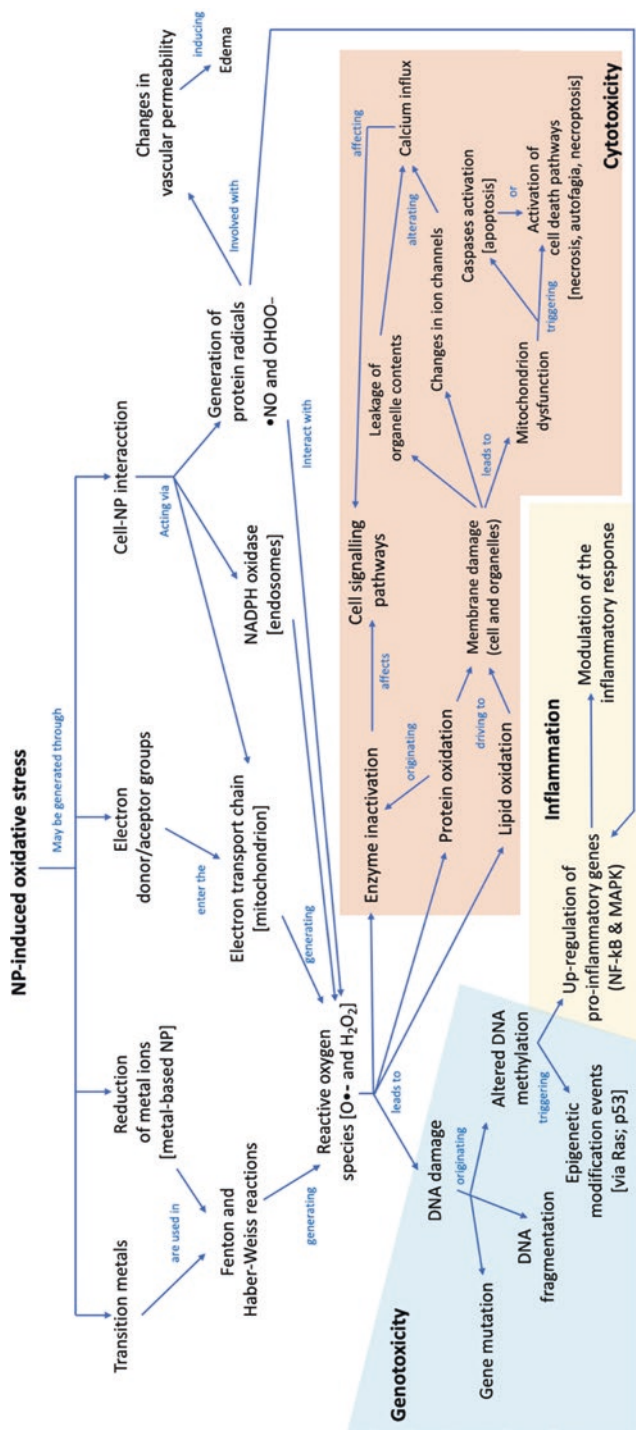 NP-induced oxidative stress
May be generated through
Transition metals
Reduction
of metal ions
[metal-based NP]
Electron
donor/aceptor groups
Cell-NP interacction
are used in
enter the
Acting via
Fenton and
Haber-Weiss reactions
Electron transport chain
[mitochondrion]
NADPH oxidase
[endosomes]
Generation of
protein radicals
•NO and OHOO–
Involved with
Changes in
vascular permeability
inducing
Edema
generating
generating
Interact with
Reactive oxygen
species [O•– and H₂O₂]
leads to
Genotoxicity
DNA damage
originating
Gene mutation
DNA
fragmentation
Altered DNA
methylation
triggering
Epigenetic
modification events
[via Ras; p53]
Inflammation
Up-regulation of
pro-inflammatory genes
(NF-kB & MAPK)
Modulation of the
inflammatory response
Enzyme inactivation
affects
Cell signalling
pathways
affecting
originating
Protein oxidation
driving to
Lipid oxidation
Membrane damage
(cell and organelles)
leads to
Leakage of
organelle contents
Changes in ion channels
alterating
Calcium influx
Mitochondrion
dysfunction
triggering
Caspases activation
[apoptosis]
or
Activation of
cell death pathways
[necrosis, autofagia, necroptosis]
Cytotoxicity